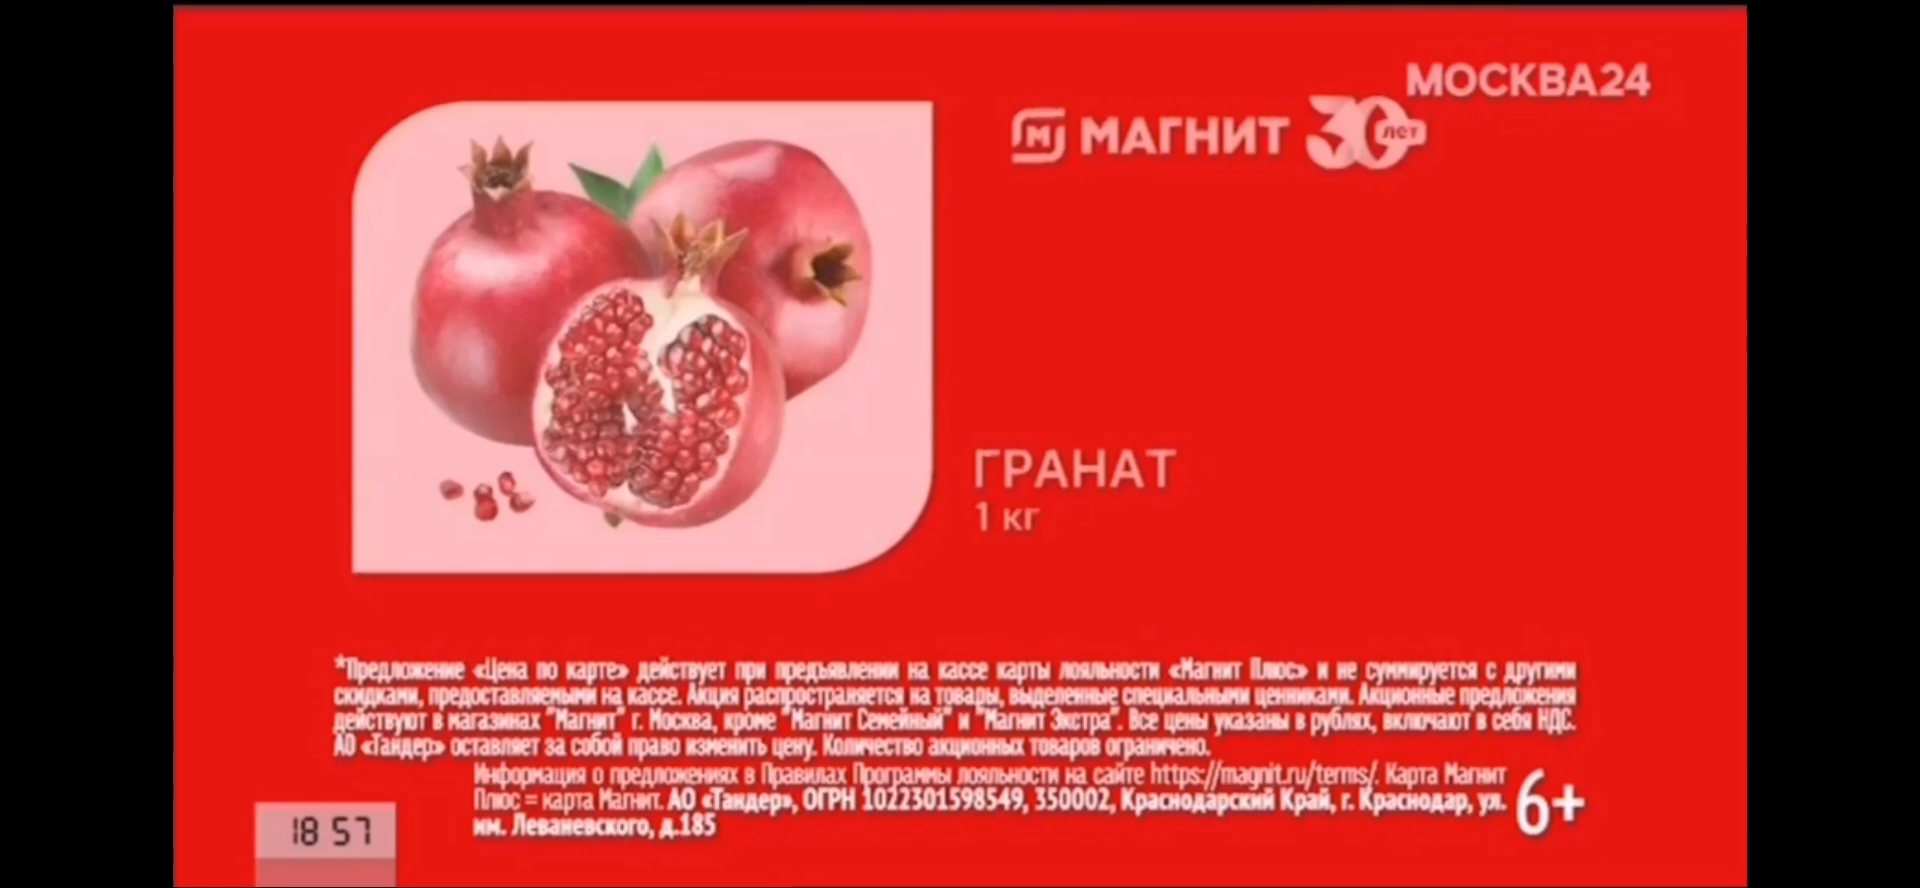 МОСКВА24
М МАГНИТ 30 лет
ГРАНАТ
1 кг
*Предложение «Цена по карте» действует при предъявлении на кассе карты лояльности «Магнит Плюс» и не суммируется с другими
скидками, предоставляемыми на кассе. Акция распространяется на товары, выделенные специальными ценниками. Акционные предложения
действуют в магазинах "Магнит" г. Москва, кроме "Магнит Семейный" и "Магнит Экстра". Все цены указаны в рублях, включают в себя НДС.
АО «Тандер» оставляет за собой право изменить цену. Количество акционных товаров ограничено.
Информация о предложениях в Правилах Программы лояльности на сайте https://magnit.ru/terms/. Карта Магнит
Плюс = карта Магнит. АО «Тандер», ОГРН 1022301598549, 350002, Краснодарский Край, г. Краснодар, ул.
им. Леваневского, д.185
6+
18 57